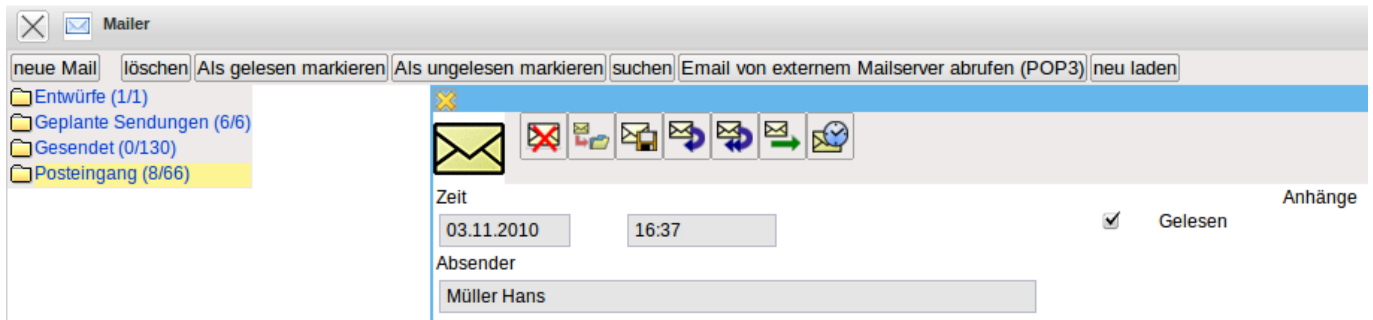 Mailer
neue Mail löschen Als gelesen markieren Als ungelesen markieren suchen Email von externem Mailserver abrufen (POP3) neu laden
Entwürfe (1/1)
Geplante Sendungen (6/6)
Gesendet (0/130)
Posteingang (8/66)
Zeit Anhänge
03.11.2010 16:37 Gelesen
Absender
Müller Hans